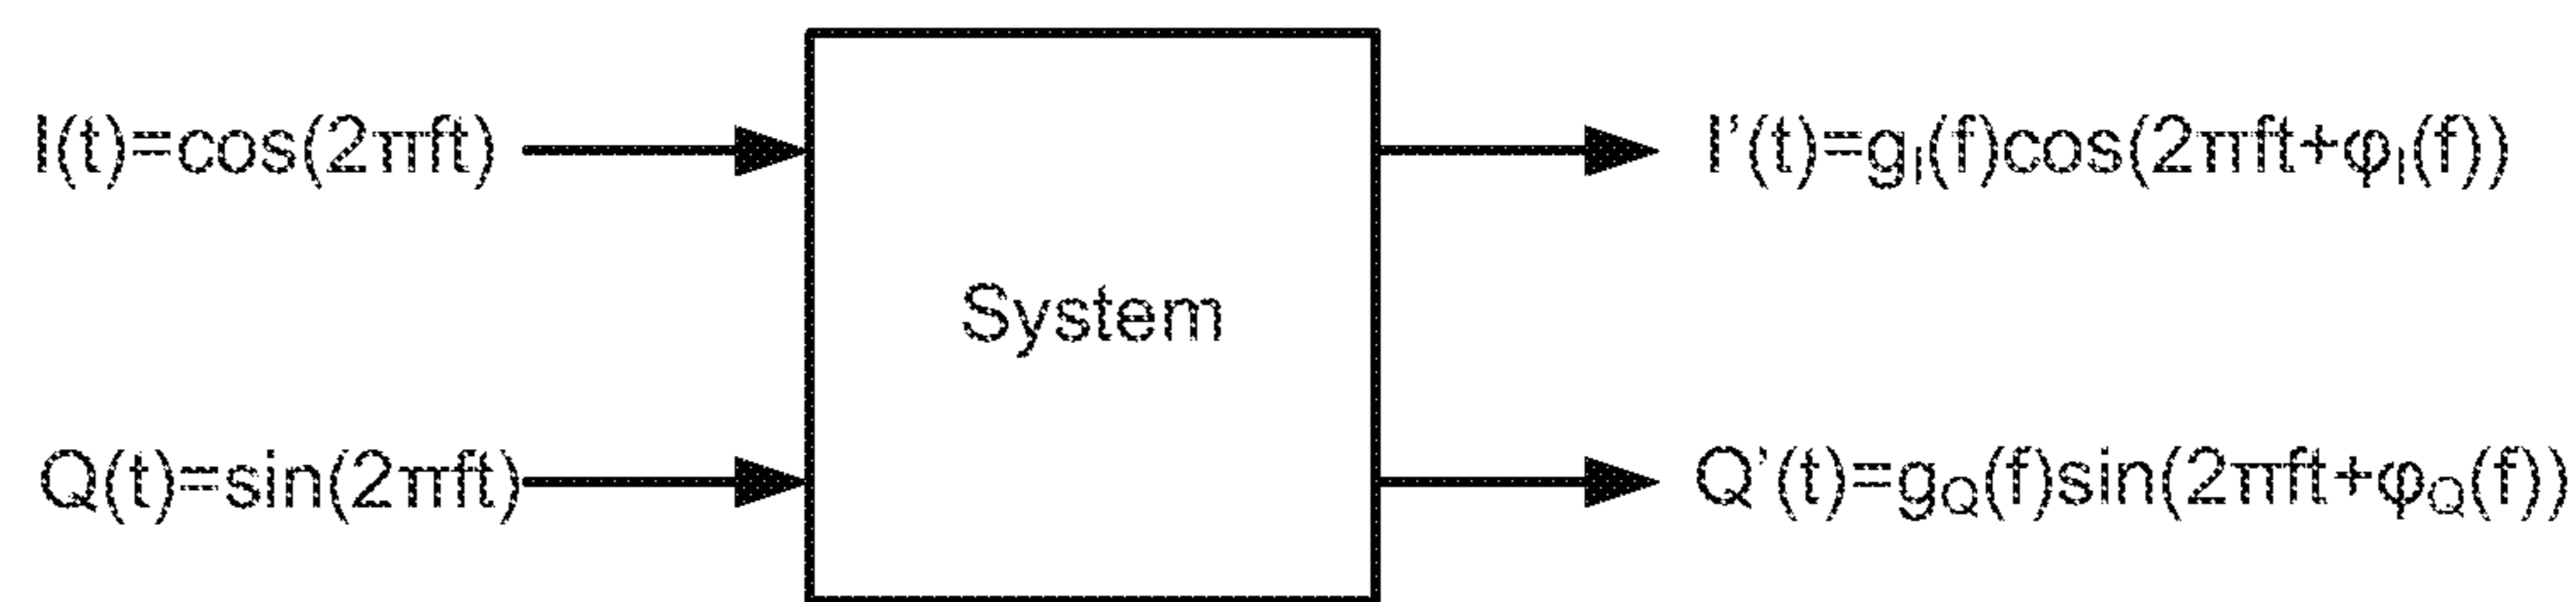 I(t)=cos(2πft)
I’(t)=gI(f)cos(2πft+φI(f))
System
Q(t)=sin(2πft)
Q’(t)=gQ(f)sin(2πft+φQ(f))